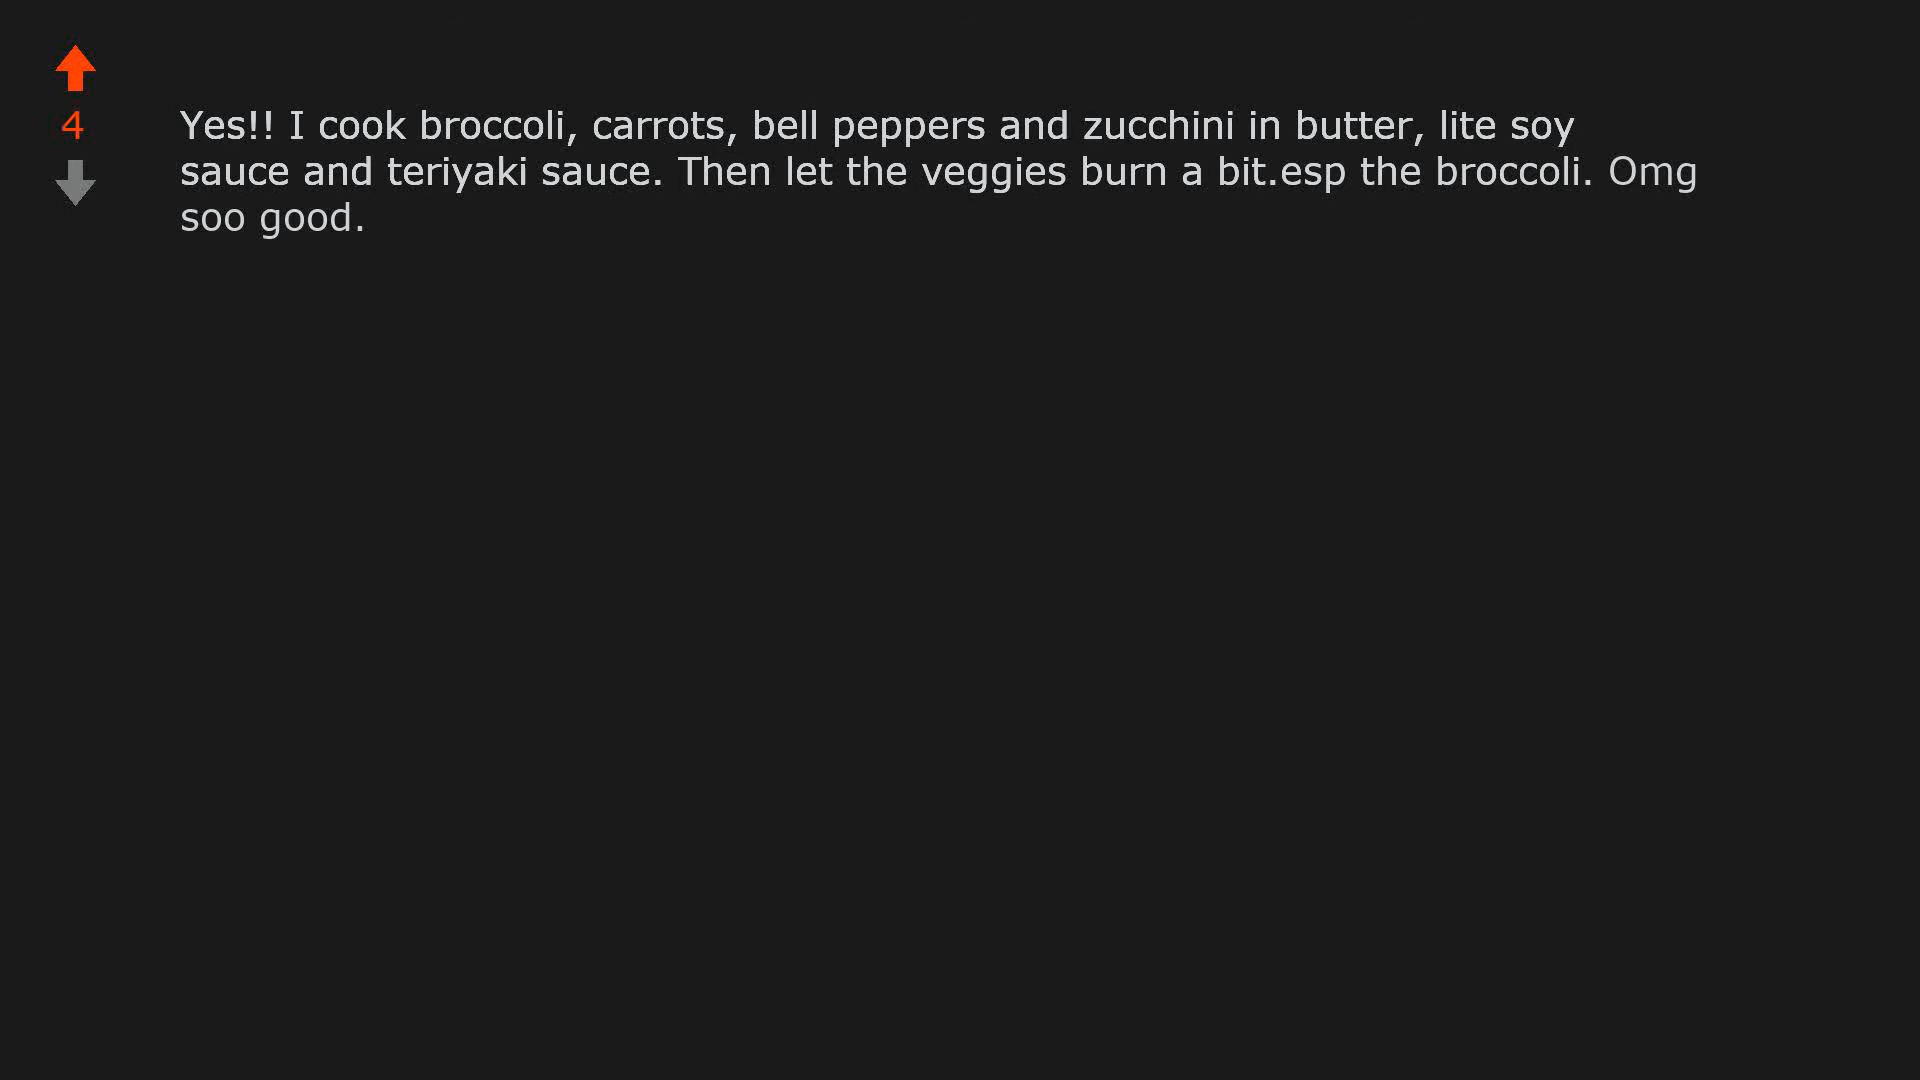 4
Yes!! I cook broccoli, carrots, bell peppers and zucchini in butter, lite soy
sauce and teriyaki sauce. Then let the veggies burn a bit.esp the broccoli. Omg
soo good.